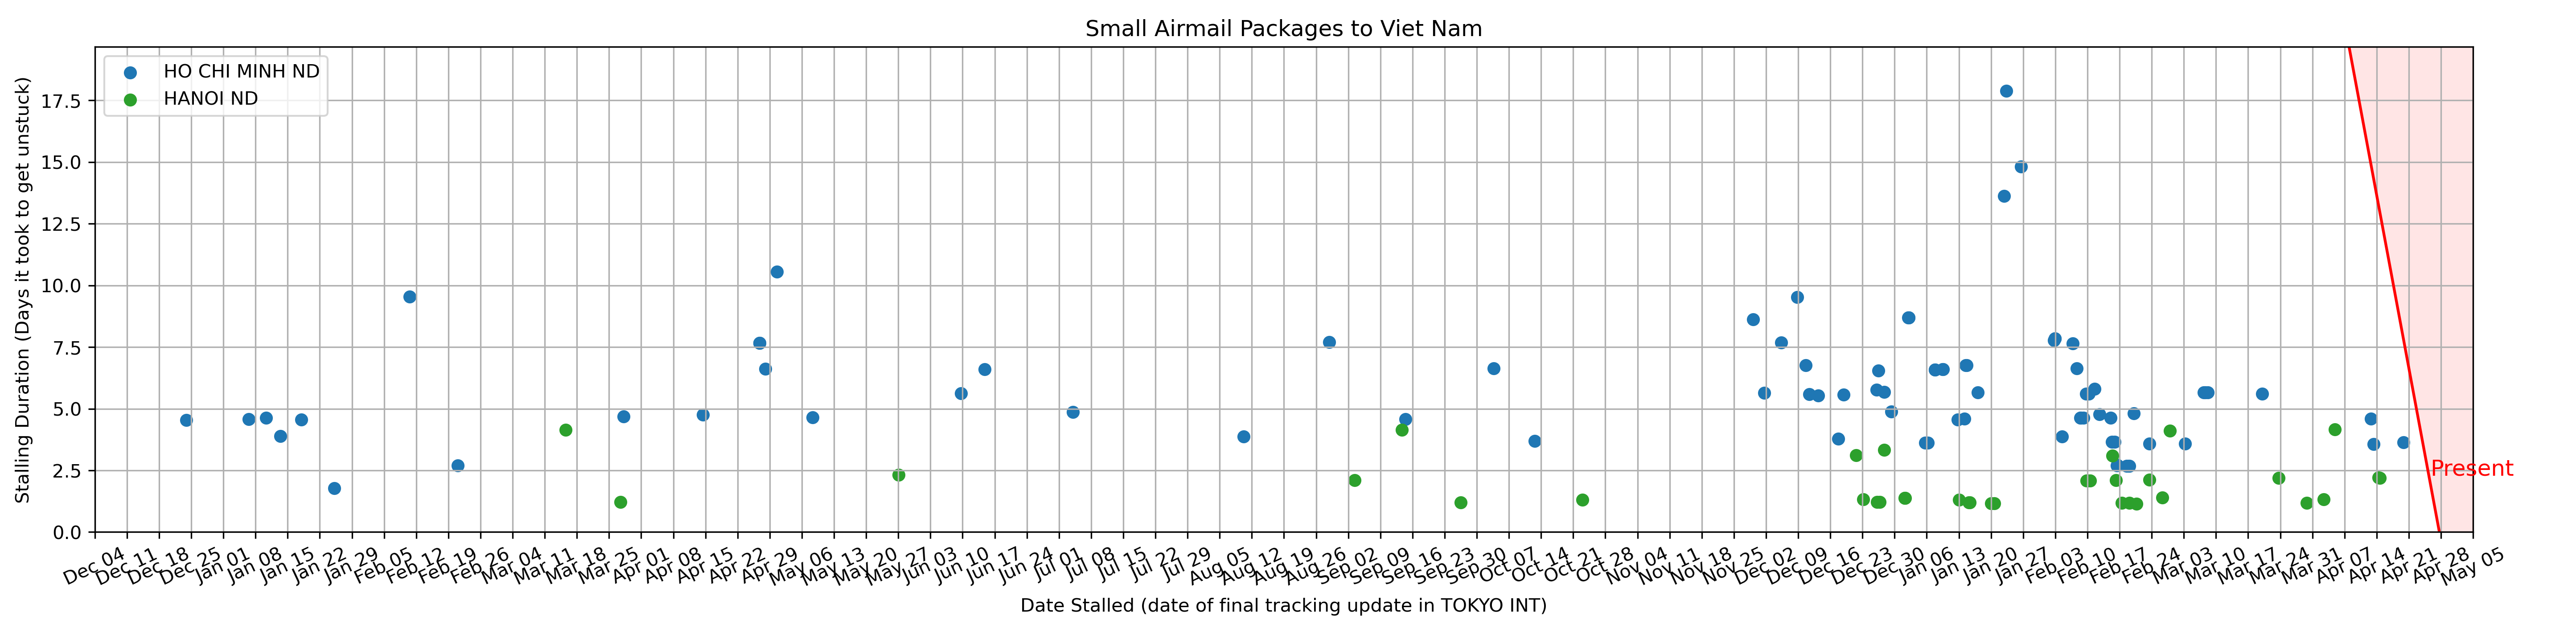 Small Airmail Packages to Viet Nam
HO CHI MINH ND
HANOI ND
Stalling Duration (Days it took to get unstuck)
17.5
15.0
12.5
10.0
7.5
5.0
2.5
0.0
Present
Dec 04
Dec 11
Dec 18
Dec 25
Jan 01
Jan 08
Jan 15
Jan 22
Jan 29
Feb 05
Feb 12
Feb 19
Feb 26
Mar 04
Mar 11
Mar 18
Mar 25
Apr 01
Apr 08
Apr 15
Apr 22
Apr 29
May 06
May 13
May 20
May 27
Jun 03
Jun 10
Jun 17
Jun 24
Jul 01
Jul 08
Jul 15
Jul 22
Jul 29
Aug 05
Aug 12
Aug 19
Aug 26
Sep 02
Sep 09
Sep 16
Sep 23
Sep 30
Oct 07
Oct 14
Oct 21
Oct 28
Nov 04
Nov 11
Nov 18
Nov 25
Dec 02
Dec 09
Dec 16
Dec 23
Dec 30
Jan 06
Jan 13
Jan 20
Jan 27
Feb 03
Feb 10
Feb 17
Feb 24
Mar 03
Mar 10
Mar 17
Mar 24
Mar 31
Apr 07
Apr 14
Apr 21
Apr 28
May 05
Date Stalled (date of final tracking update in TOKYO INT)